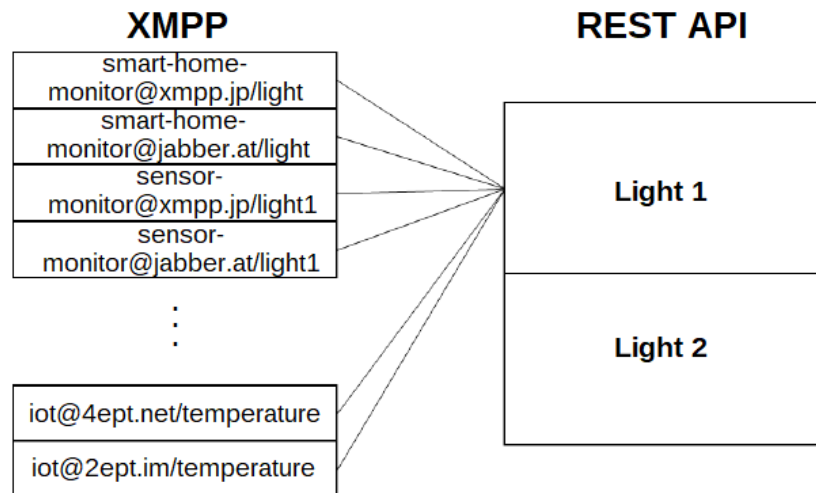 XMPP
smart-home-
monitor@xmpp.jp/light
smart-home-
monitor@jabber.at/light
sensor-
monitor@xmpp.jp/light1
sensor-
monitor@jabber.at/light1
iot@4ept.net/temperature
iot@2ept.im/temperature
REST API
Light 1
Light 2